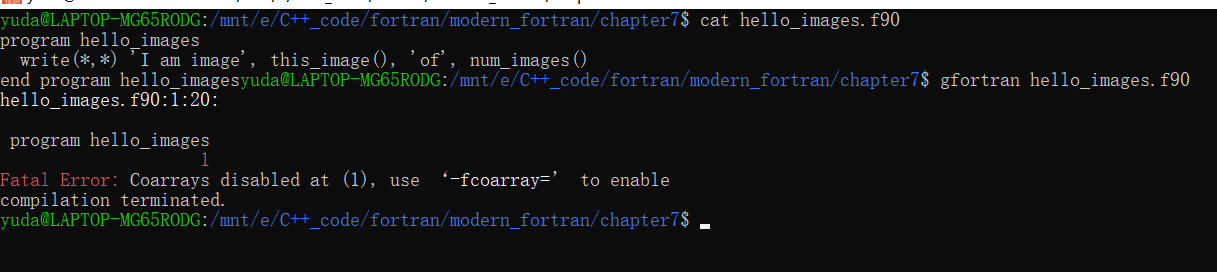 yuda@LAPTOP-MG65RODG:/mnt/e/C++_code/fortran/modern_fortran/chapter7$ cat hello_images.f90
program hello_images
  write(*,*) 'I am image', this_image(), 'of', num_images()
end program hello_imagesyuda@LAPTOP-MG65RODG:/mnt/e/C++_code/fortran/modern_fortran/chapter7$ gfortran hello_images.f90
hello_images.f90:1:20:

 program hello_images
                    1
Fatal Error: Coarrays disabled at (1), use ‘-fcoarray=’ to enable
compilation terminated.
yuda@LAPTOP-MG65RODG:/mnt/e/C++_code/fortran/modern_fortran/chapter7$